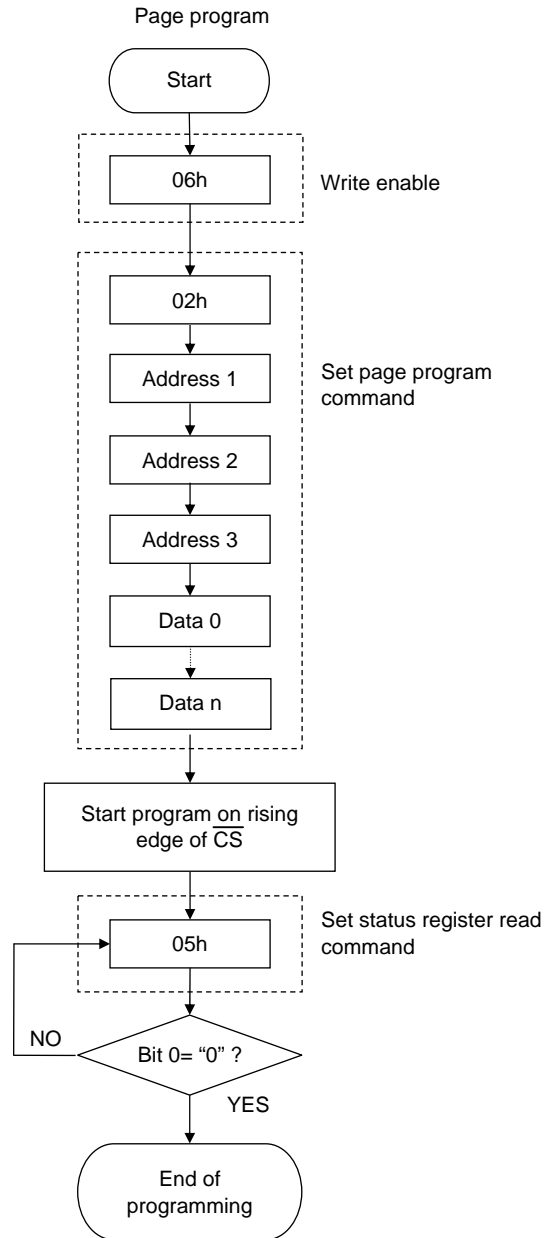 Page program
Start
06h
Write enable
02h
Address 1
Set page program
command
Address 2
Address 3
Data 0
Data n
Start program on rising
edge of C̅S̅
Set status register read
command
05h
NO
Bit 0= “0” ?
YES
End of
programming